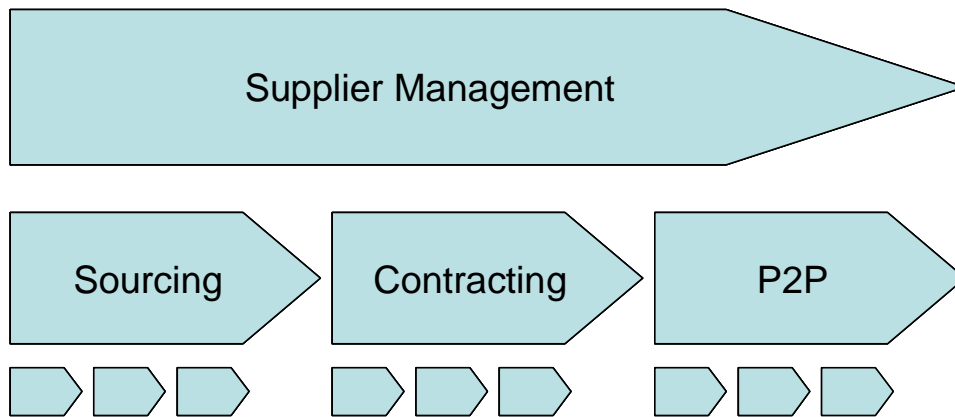 Supplier Management
Sourcing
Contracting
P2P